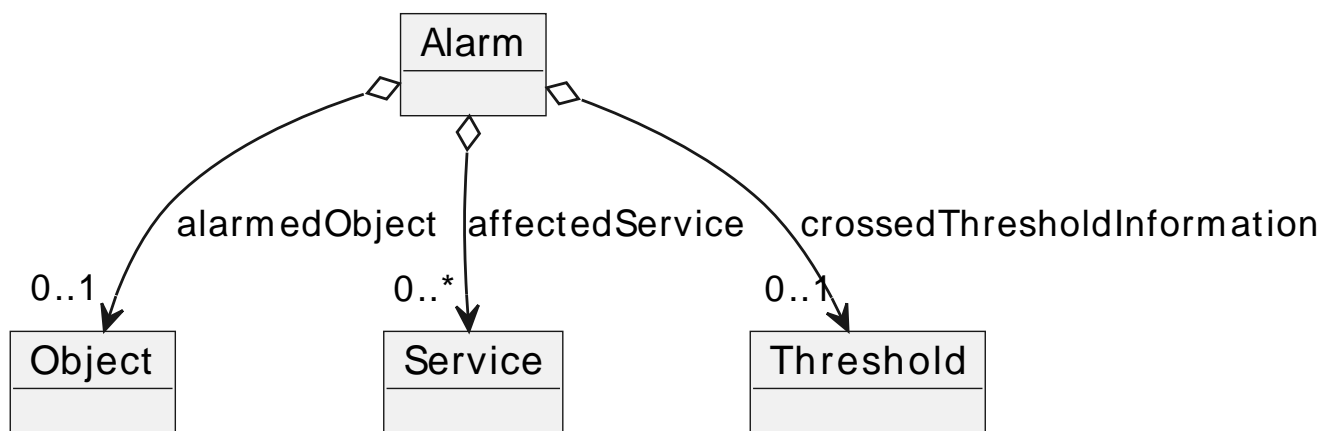 Alarm
alarmedObject
affectedService
crossedThresholdInformation
0..1
0..*
0..1
Object
Service
Threshold